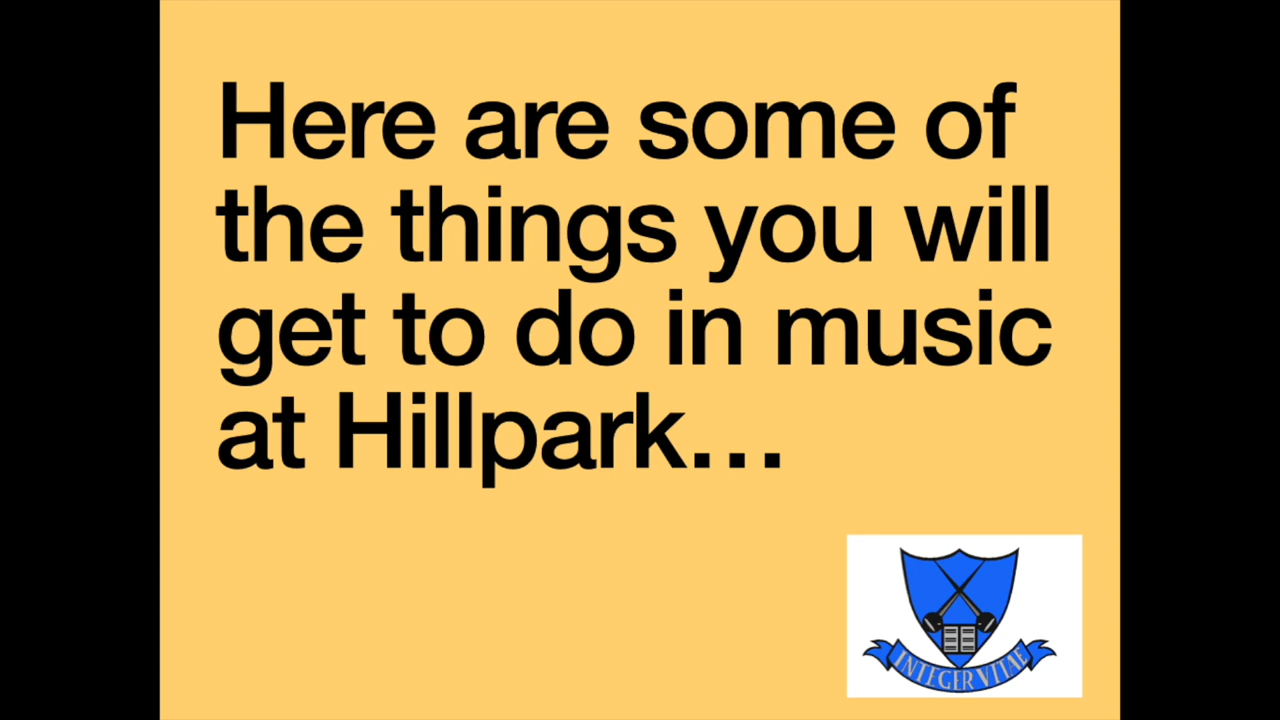 Here are some of
the things you will
get to do in music
at Hillpark…
INTEGER VITAE